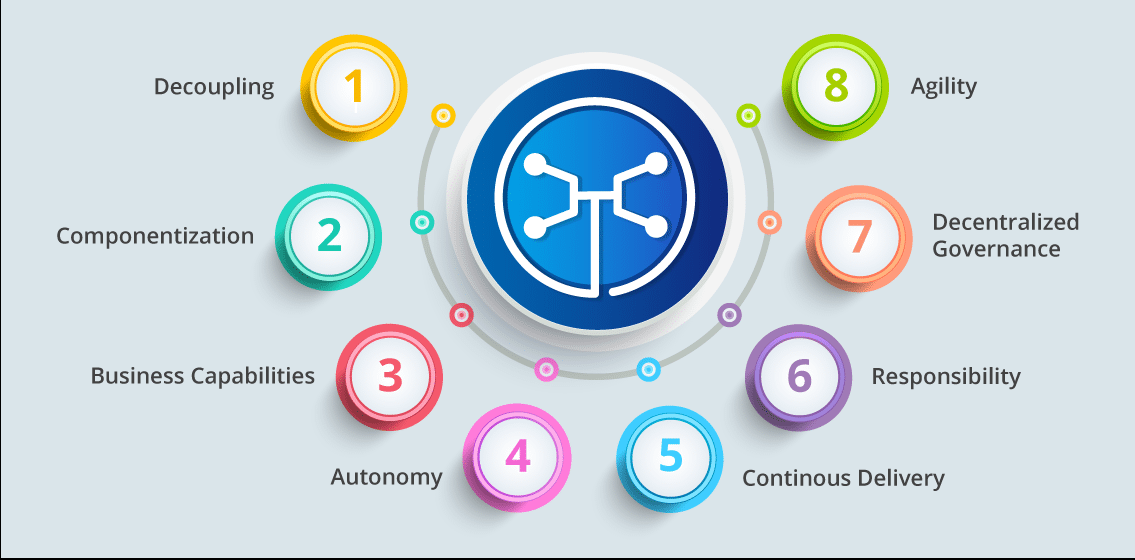 1
Decoupling
2
Componentization
3
Business Capabilities
4
Autonomy
5
Continous Delivery
6
Responsibility
7
Decentralized
Governance
8
Agility